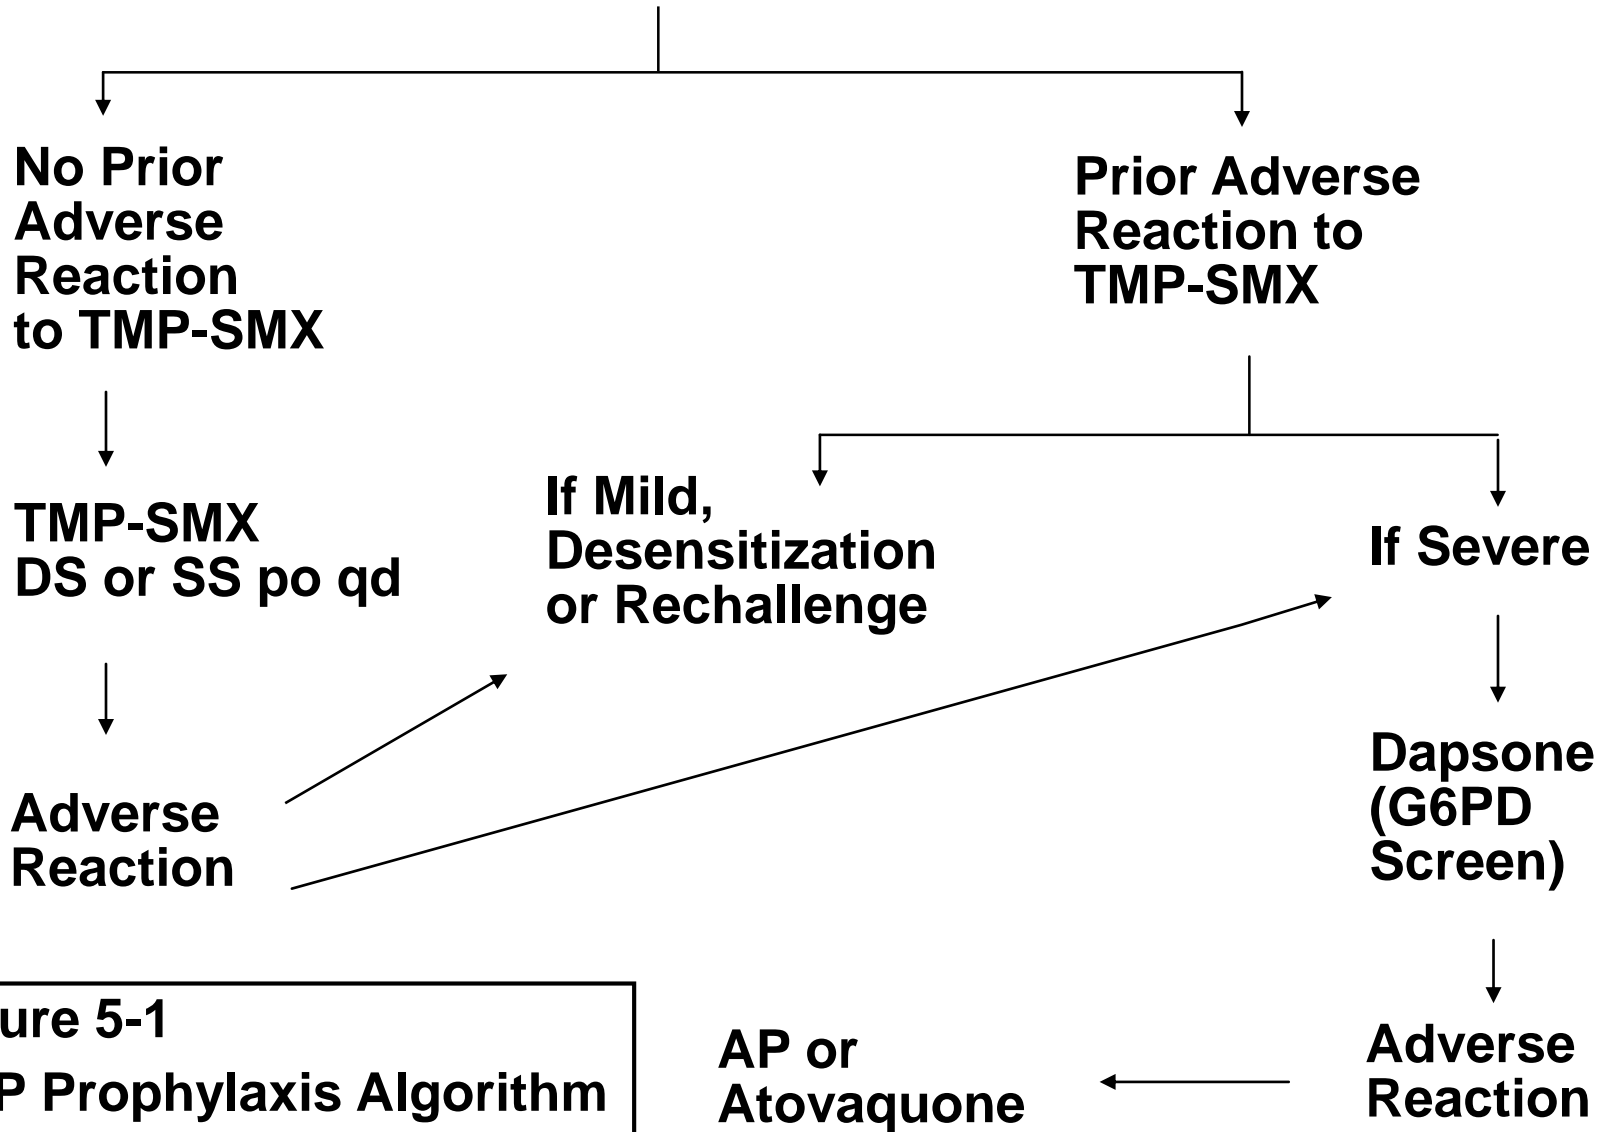 No Prior
Adverse
Reaction
to TMP-SMX
Prior Adverse
Reaction to
TMP-SMX
TMP-SMX
DS or SS po qd
If Mild,
Desensitization
or Rechallenge
If Severe
Adverse
Reaction
Dapsone
(G6PD
Screen)
ure 5-1
P Prophylaxis Algorithm
AP or
Atovaquone
Adverse
Reaction